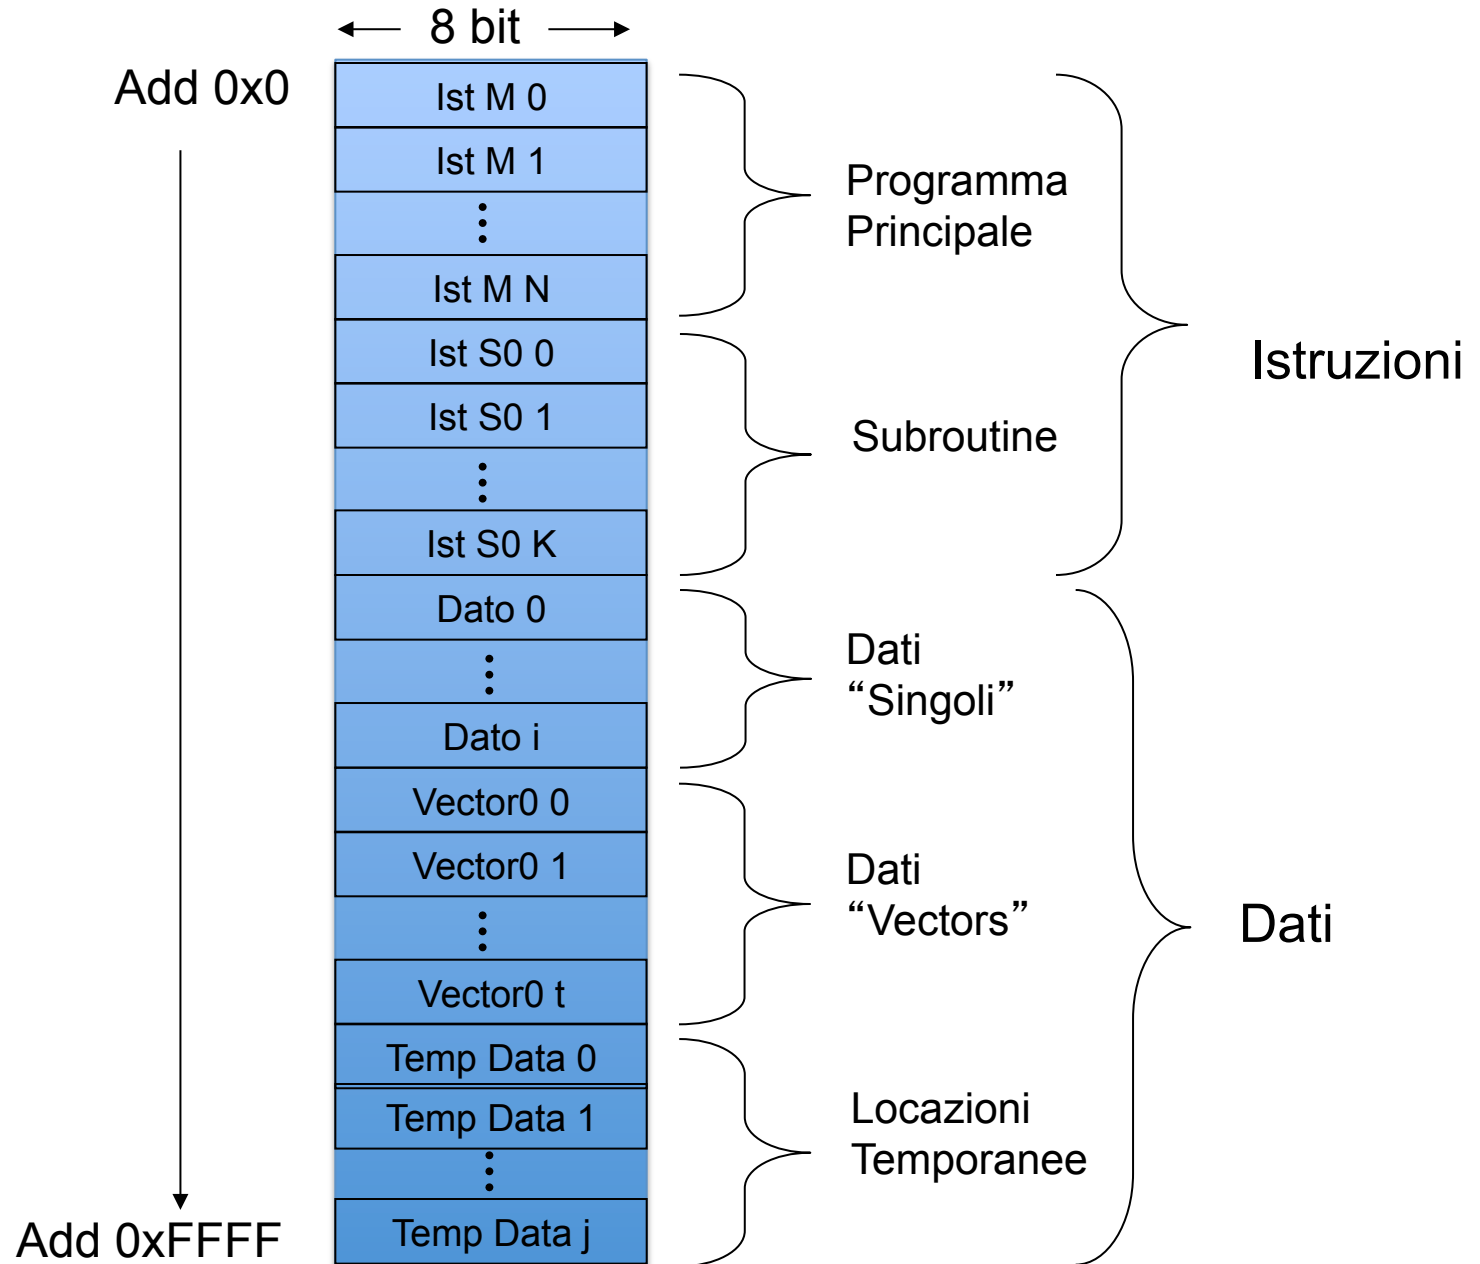 8 bit
Add 0x0
Ist M 0
Ist M 1
Ist M N
Ist S0 0
Ist S0 1
Ist S0 K
Dato 0
Dato i
Vector0 0
Vector0 1
Vector0 t
Temp Data 0
Temp Data 1
Temp Data j
Add 0xFFFF
Programma
Principale
Subroutine
Dati
“Singoli”
Dati
“Vectors”
Locazioni
Temporanee
Istruzioni
Dati